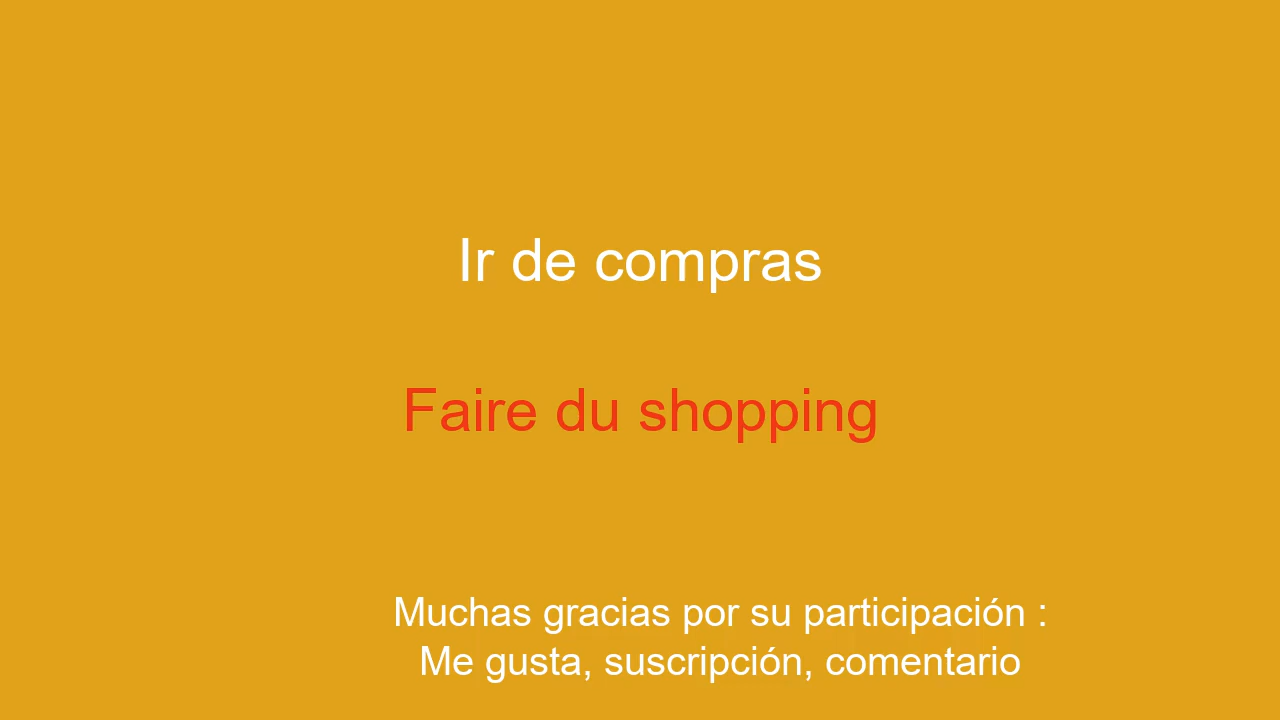 Ir de compras
Faire du shopping
Muchas gracias por su participación :
Me gusta, suscripción, comentario